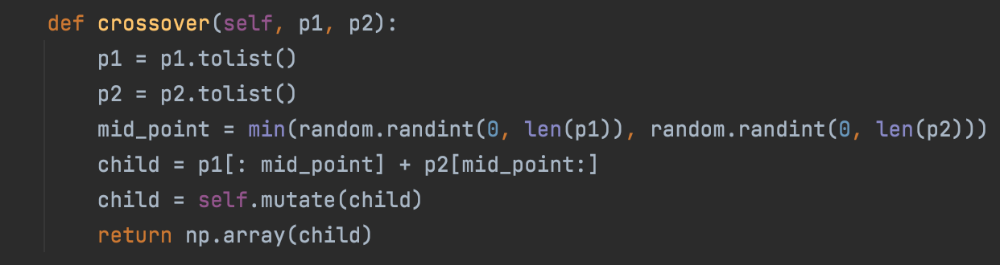 def crossover(self, p1, p2):
    p1 = p1.tolist()
    p2 = p2.tolist()
    mid_point = min(random.randint(0, len(p1)), random.randint(0, len(p2)))
    child = p1[: mid_point] + p2[mid_point:]
    child = self.mutate(child)
    return np.array(child)